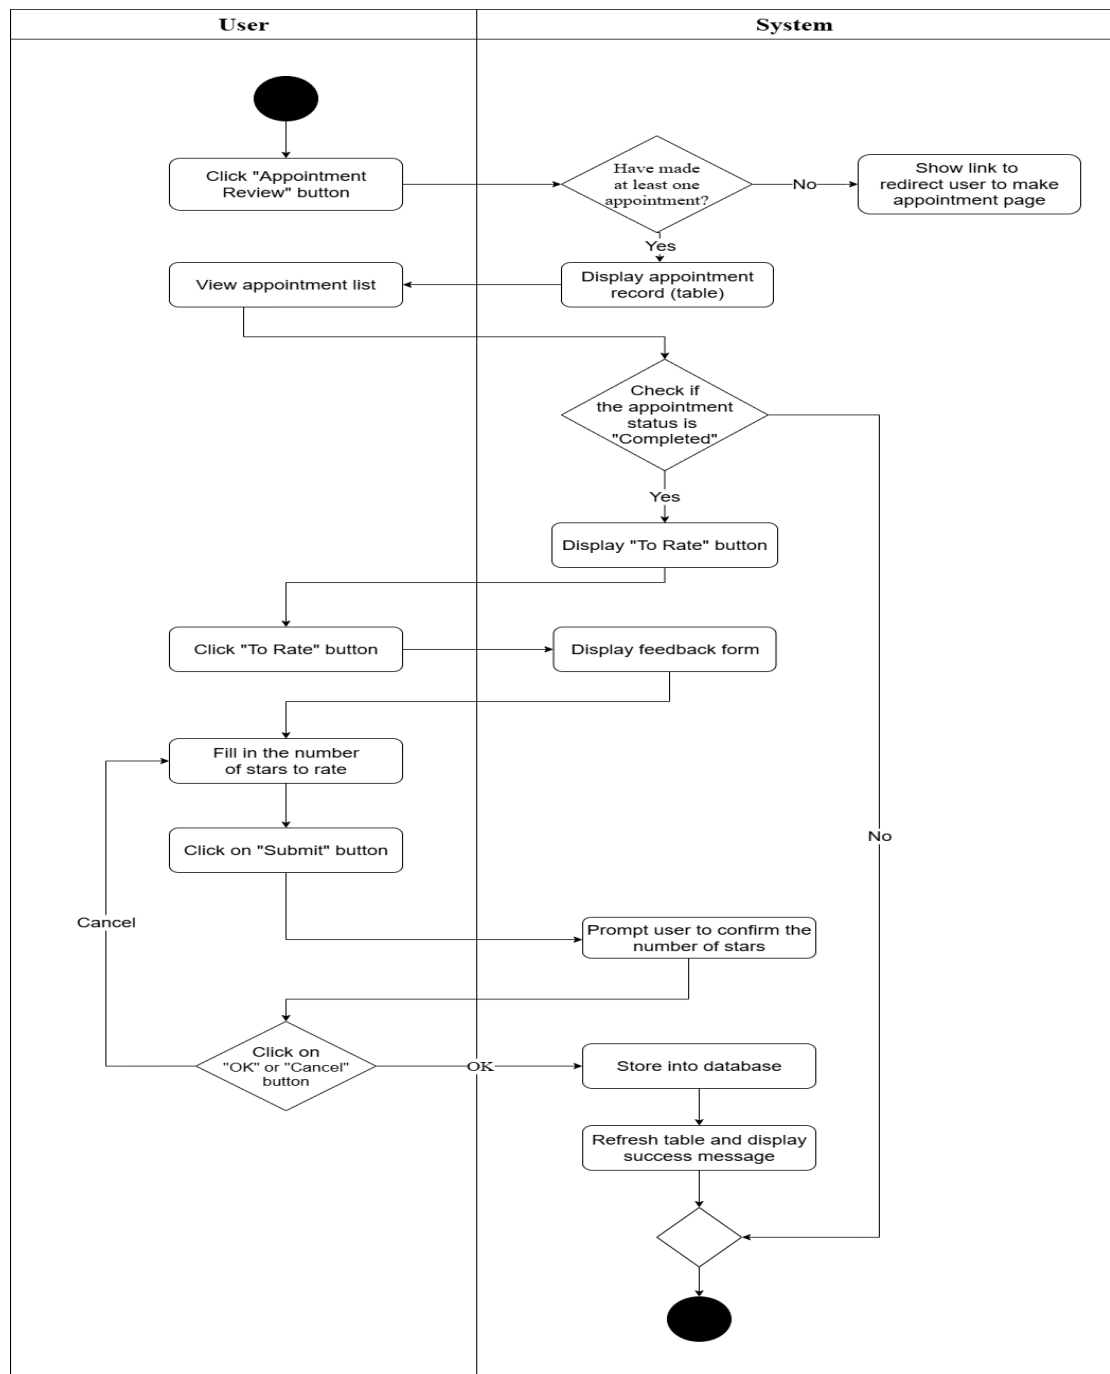 User
System
Click "Appointment
Review" button
Have made
at least one
appointment?
No
Show link to
redirect user to make
appointment page
Yes
View appointment list
Display appointment
record (table)
Check if
the appointment
status is
"Completed"
Yes
Display "To Rate" button
Click "To Rate" button
Display feedback form
Fill in the number
of stars to rate
No
Click on "Submit" button
Cancel
Prompt user to confirm the
number of stars
Click on
"OK" or "Cancel"
button
OK
Store into database
Refresh table and display
success message